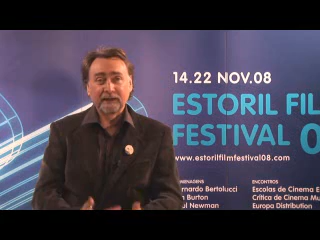 14.22 NOV.08
ESTORIL FIL
FESTIVAL 0
www.estorilfilmfestival08.com
MENAGENS
ernardo Bertolucci
n Burton
ul Newman
ENCONTROS
Escolas de Cinema E
Crítica de Cinema Mu
Europa Distribution